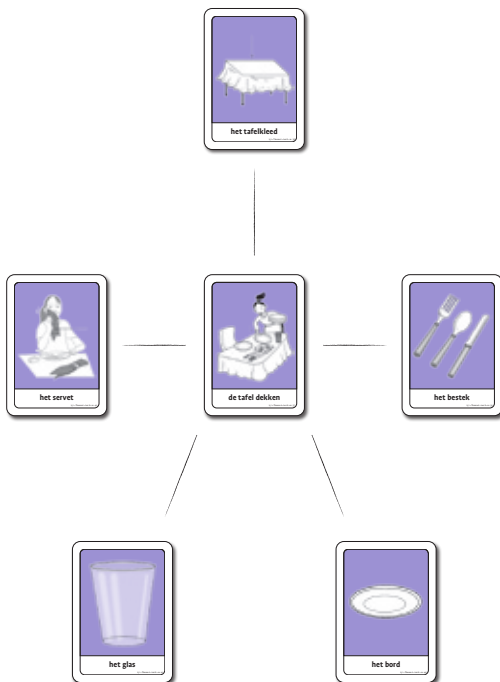 het tafelkleed
het servet
de tafel dekken
het bestek
het glas
het bord